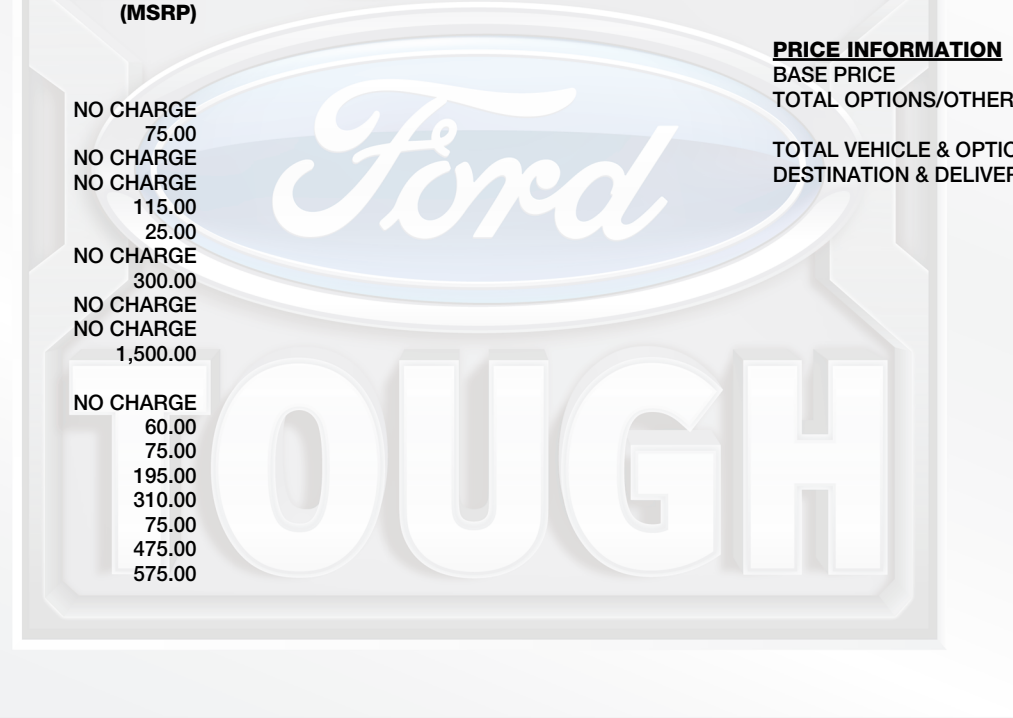 (MSRP)
NO CHARGE
75.00
NO CHARGE
NO CHARGE
115.00
25.00
NO CHARGE
300.00
NO CHARGE
NO CHARGE
1,500.00
NO CHARGE
60.00
75.00
195.00
310.00
75.00
475.00
575.00
PRICE INFORMATION
BASE PRICE
TOTAL OPTIONS/OTHER
TOTAL VEHICLE & OPTIO
DESTINATION & DELIVER
Ford
TOUGH